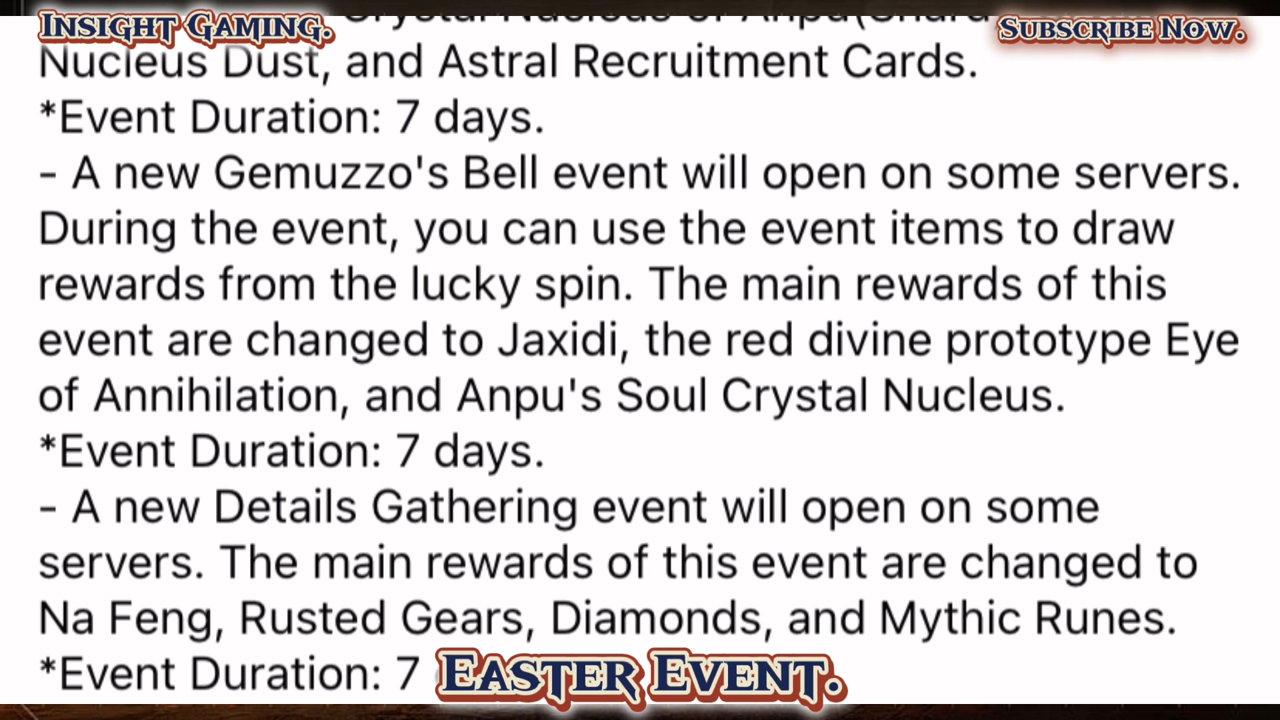 Insight Gaming.
Subscribe Now.
Crystal Nucleus of Anpu(Shard
Nucleus Dust, and Astral Recruitment Cards.
*Event Duration: 7 days.
- A new Gemuzzo's Bell event will open on some servers.
During the event, you can use the event items to draw
rewards from the lucky spin. The main rewards of this
event are changed to Jaxidi, the red divine prototype Eye
of Annihilation, and Anpu's Soul Crystal Nucleus.
*Event Duration: 7 days.
- A new Details Gathering event will open on some
servers. The main rewards of this event are changed to
Na Feng, Rusted Gears, Diamonds, and Mythic Runes.
*Event Duration: 7
Easter Event.